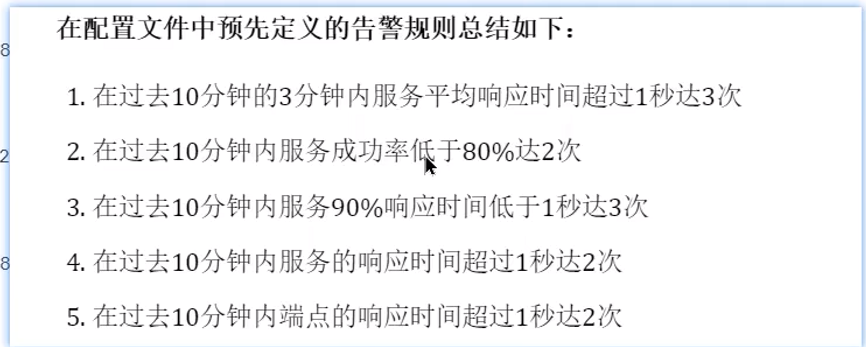 在配置文件中预先定义的告警规则总结如下：
8
1. 在过去10分钟的3分钟内服务平均响应时间超过1秒达3次
2. 在过去10分钟内服务成功率低于80%达2次
2
3. 在过去10分钟内服务90%响应时间低于1秒达3次
4. 在过去10分钟内服务的响应时间超过1秒达2次
8
5. 在过去10分钟内端点的响应时间超过1秒达2次